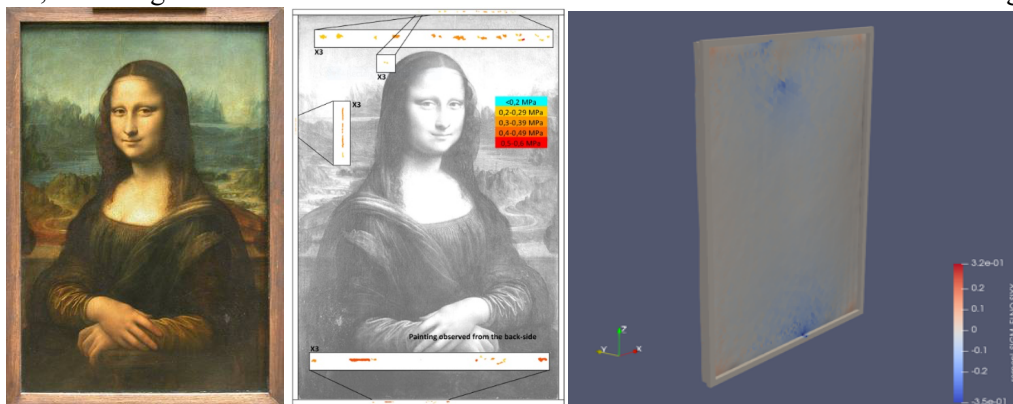 X3
X3
X3
<0,2 MPa
0,2-0,29 MPa
0,3-0,39 MPa
0,4-0,49 MPa
0,5-0,6 MPa
Painting observed from the back-side
X3
3.2e-01
0.2
0.1
0
-0.1
-0.2
-3.5e-01
Z
Y
X